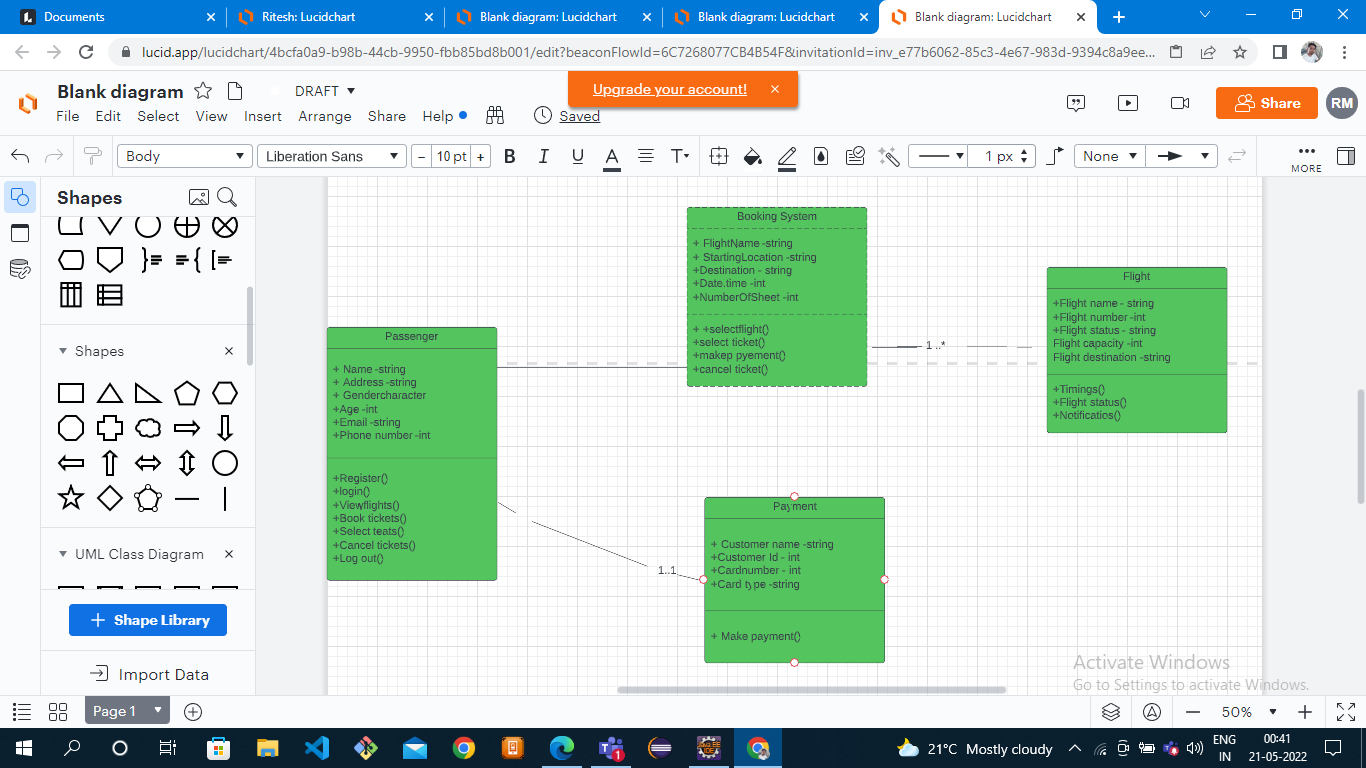 Documents
Ritesh: Lucidchart
Blank diagram: Lucidchart
Blank diagram: Lucidchart
Blank diagram: Lucidchart
lucid.app/lucidchart/4bcfa0a9-b98b-44cb-9950-fbb85bd8b001/edit?beaconFlowId=6C7268077CB4B54F&invitationId=inv_e77b6062-85c3-4e67-983d-9394c8a9ee...
Blank diagram
DRAFT
Upgrade your account!
File Edit Select View Insert Arrange Share Help
Saved
Share
RM
Body
Liberation Sans
10 pt
B I U A T
1 px
None
MORE
Shapes
Shapes
UML Class Diagram
Shape Library
Import Data
Booking System
+ FlightName -string
+ StartingLocation -string
+Destination - string
+Date.time -int
+NumberOfSheet -int
+ +selectflight()
+select ticket()
+makep pyement()
+cancel ticket()
Flight
+Flight name - string
+Flight number -int
+Flight status - string
Flight capacity -int
Flight destination -string
+Timings()
+Flight status()
+Notificatios()
1 ..*
Passenger
+ Name -string
+ Address -string
+ Gendercharacter
+Age -int
+Email -string
+Phone number -int
+Register()
+login()
+Viewflights()
+Book tickets()
+Select teats()
+Cancel tickets()
+Log out()
1..1
Payment
+ Customer name -string
+Customer Id - int
+Cardnumber - int
+Card type -string
+ Make payment()
Activate Windows
Go to Settings to activate Windows.
Page 1
50%
21°C Mostly cloudy
ENG
IN
00:41
21-05-2022